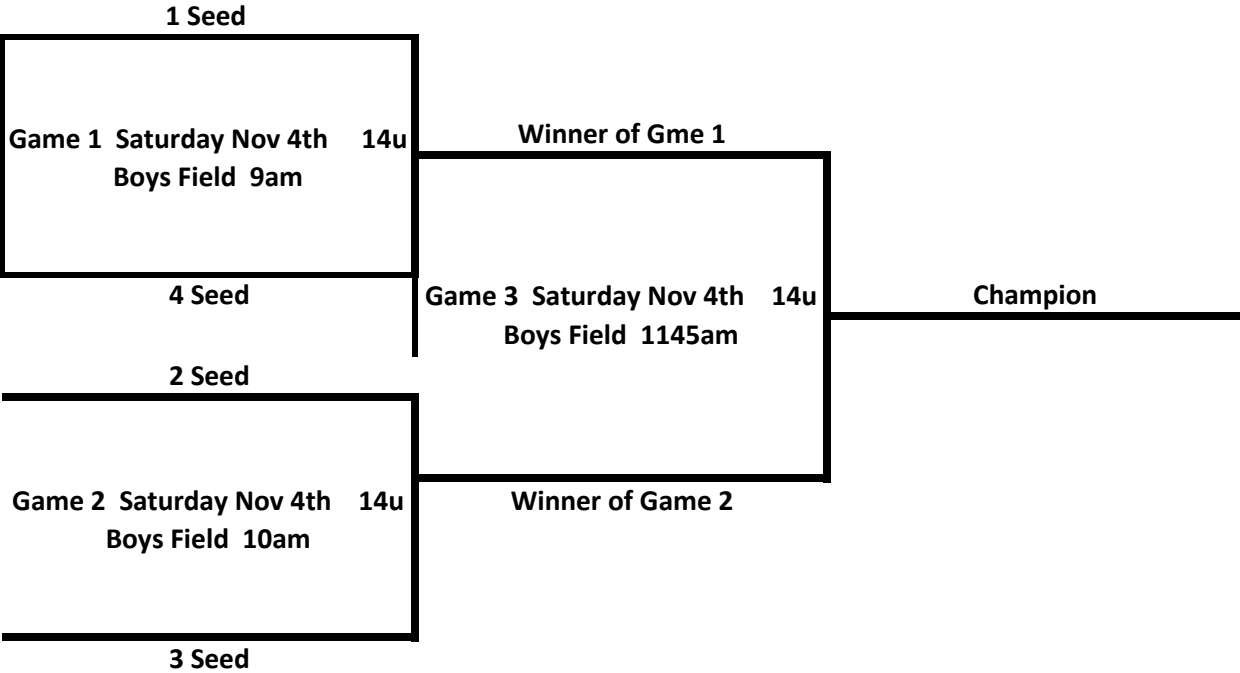 1 Seed
Game 1  Saturday Nov 4th    14u
Boys Field  9am
4 Seed
Winner of Gme 1
Game 3  Saturday Nov 4th    14u
Boys Field  1145am
Champion
2 Seed
Game 2  Saturday Nov 4th    14u
Boys Field  10am
3 Seed
Winner of Game 2